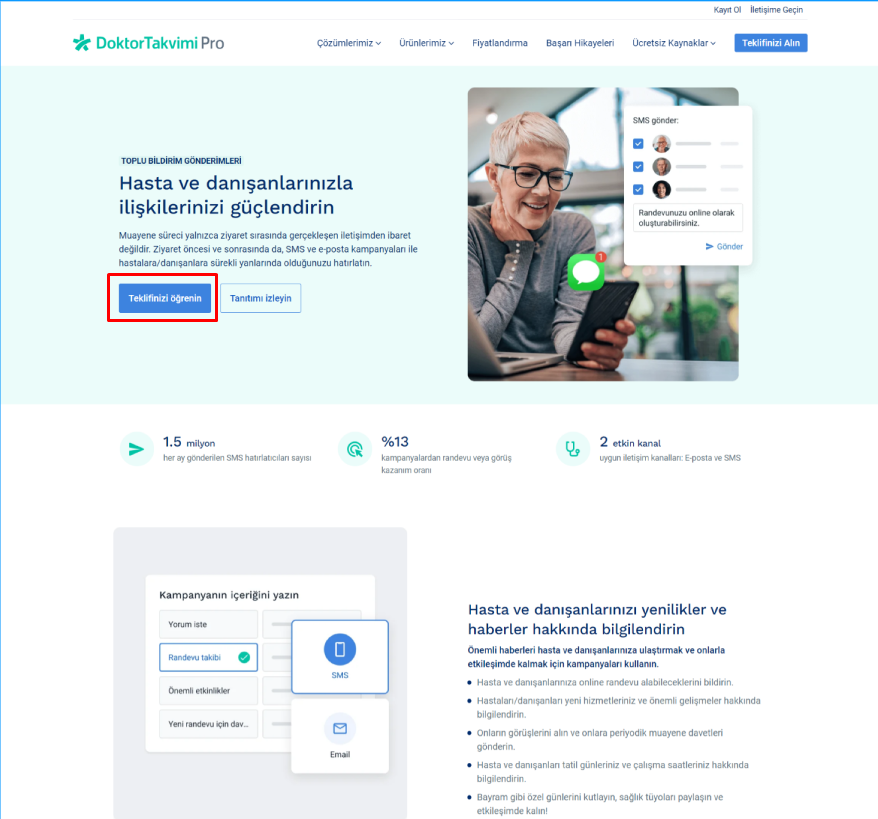 Kayıt Ol İletişime Geçin
DoktorTakvimi Pro
Çözümlerimiz Ürünlerimiz Fiyatlandırma Başarı Hikayeleri Ücretsiz Kaynaklar Teklifinizi Alın
TOPLU BİLDİRİM GÖNDERİMLERİ
Hasta ve danışanlarınızla
ilişkilerinizi güçlendirin
Muayene süreci yalnızca ziyaret sırasında gerçekleşen iletişimden ibaret
değildir. Ziyaret öncesi ve sonrasında da, SMS ve e-posta kampanyaları ile
hastalara/danışanlara sürekli yanlarında olduğunuzu hatırlatın.
Teklifinizi öğrenin Tanıtımı izleyin
SMS gönder:
Randevunuzu online olarak
oluşturabilirsiniz.
Gönder
1
1.5 milyon
her ay gönderilen SMS hatırlatıcıları sayısı
%13
kampanyalardan randevu veya görüş
kazanım oranı
2 etkin kanal
uygun iletişim kanalları: E-posta ve SMS
Kampanyanın içeriğini yazın
Yorum iste
Randevu takibi
Önemli etkinlikler
Yeni randevu için dav...
SMS
Email
Hasta ve danışanlarınızı yenilikler ve
haberler hakkında bilgilendirin
Önemli haberleri hasta ve danışanlarınıza ulaştırmak ve onlarla
etkileşimde kalmak için kampanyaları kullanın.
Hasta ve danışanlarınıza online randevu alabileceklerini bildirin.
Hastaları/danışanları yeni hizmetleriniz ve önemli gelişmeler hakkında
bilgilendirin.
Onların görüşlerini alın ve onlara periyodik muayene davetleri
gönderin.
Hasta ve danışanları tatil günleriniz ve çalışma saatleriniz hakkında
bilgilendirin.
Bayram gibi özel günlerini kutlayın, sağlık tüyoları paylaşın ve
etkileşimde kalın!